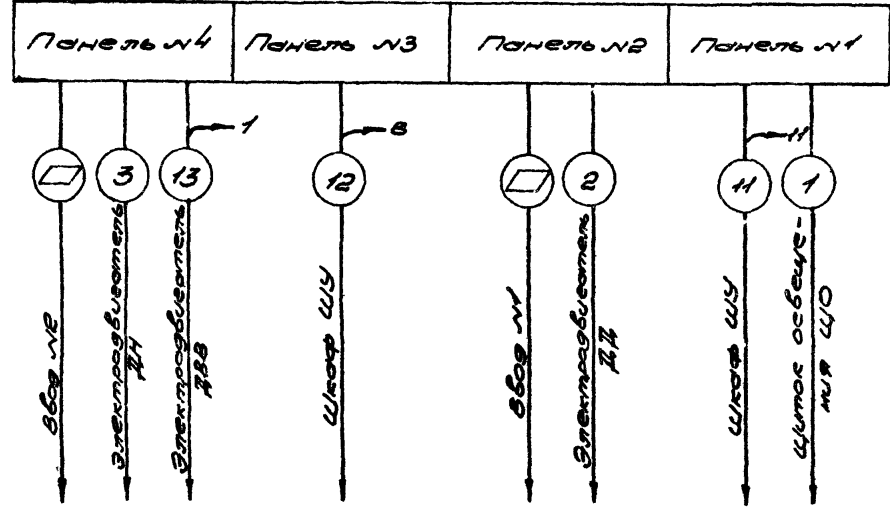 Панель №4
Панель №3
Панель №2
Панель №1
1
8
11
3
13
12
2
11
1
Ввод №2
Электродвигатель
ДН
Электродвигатель
ДВВ
Шкаф ШУ
Ввод №1
Электродвигатель
ДД
Шкаф ШУ
Щиток освеще-
ния ЩО